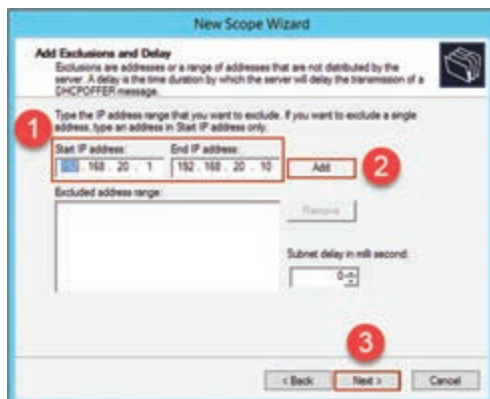 New Scope Wizard
Add Exclusions and Delay
Exclusions are addresses or a range of addresses that are not distributed by the
server. A delay is the time duration by which the server will delay the transmission of a
DHCPOFFER message.
Type the IP address range that you want to exclude. If you want to exclude a single
address, type an address in Start IP address only.
1
Start IP address:
End IP address:
. 168 . 20 . 1
192 . 168 . 20 . 10
Add
2
Excluded address range:
Remove
Subnet delay in milli second:
0
3
< Back
Next >
Cancel